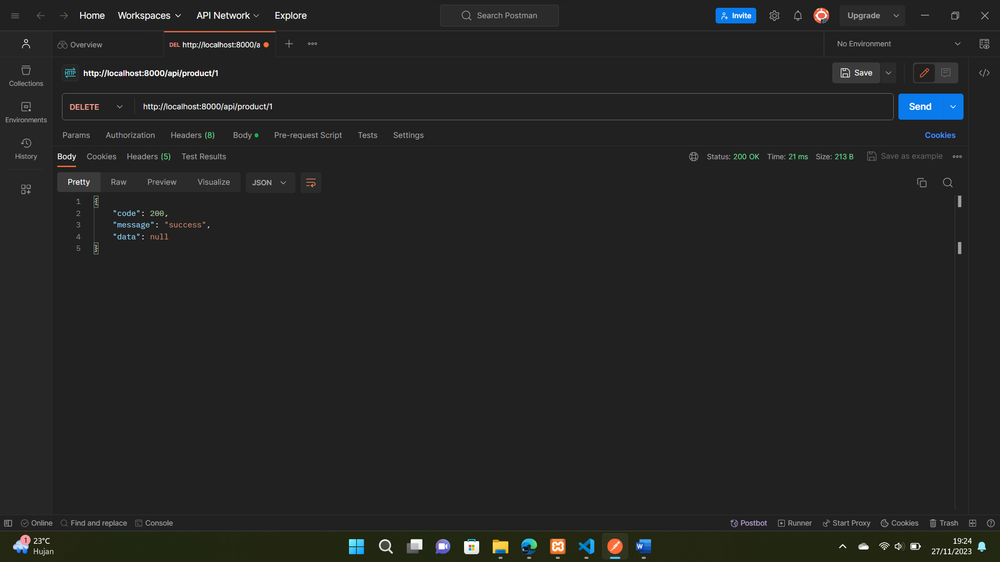 Home Workspaces API Network Explore
Search Postman
Invite
Upgrade
Overview
DEL http://localhost:8000/a
No Environment
Collections
Environments
History
HTTP http://localhost:8000/api/product/1
Save
DELETE http://localhost:8000/api/product/1
Send
Params Authorization Headers (8) Body Pre-request Script Tests Settings
Cookies
Body Cookies Headers (5) Test Results
Status: 200 OK Time: 21 ms Size: 213 B Save as example
Pretty Raw Preview Visualize JSON
1 {
2 "code": 200,
3 "message": "success",
4 "data": null
5 }
Online Find and replace Console
Postbot Runner Start Proxy Cookies Trash
1
23°C
Hujan
W
19:24
27/11/2023